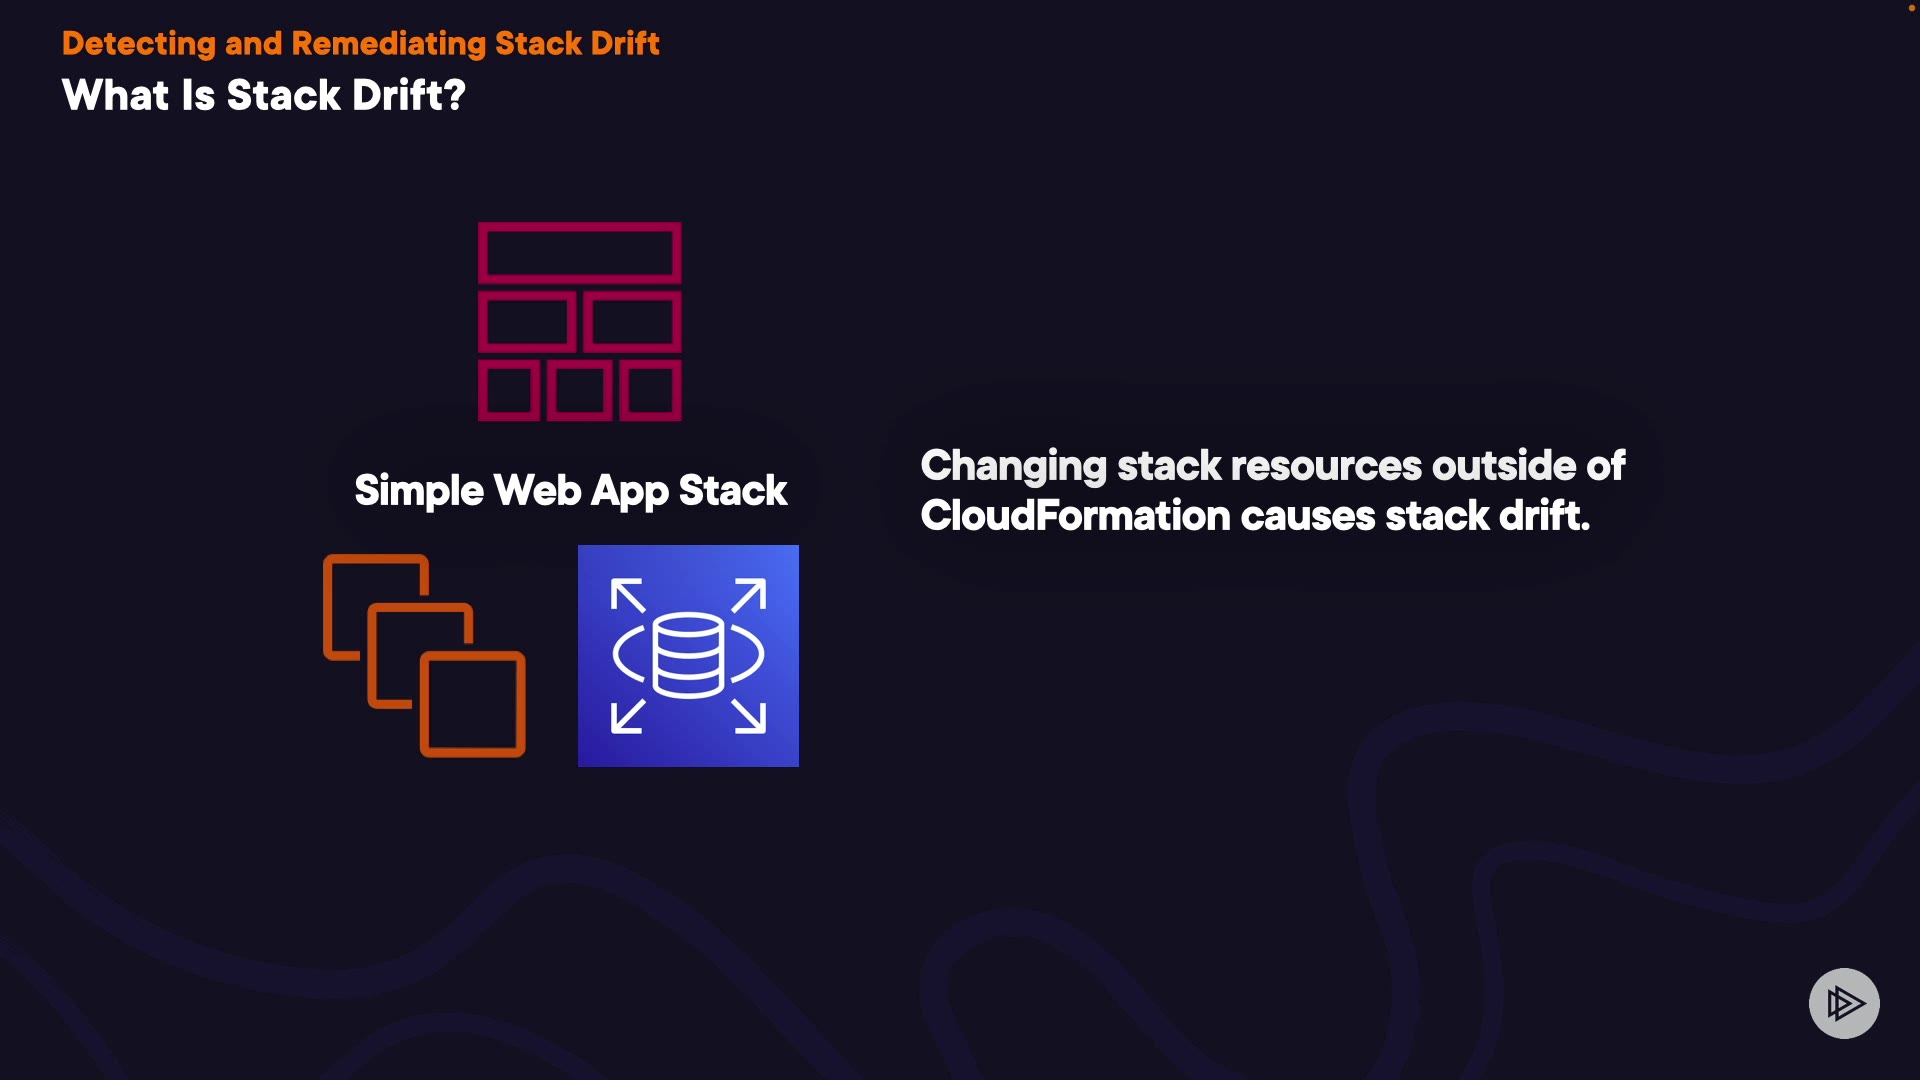 Detecting and Remediating Stack Drift
What Is Stack Drift?
Simple Web App Stack
Changing stack resources outside of
CloudFormation causes stack drift.